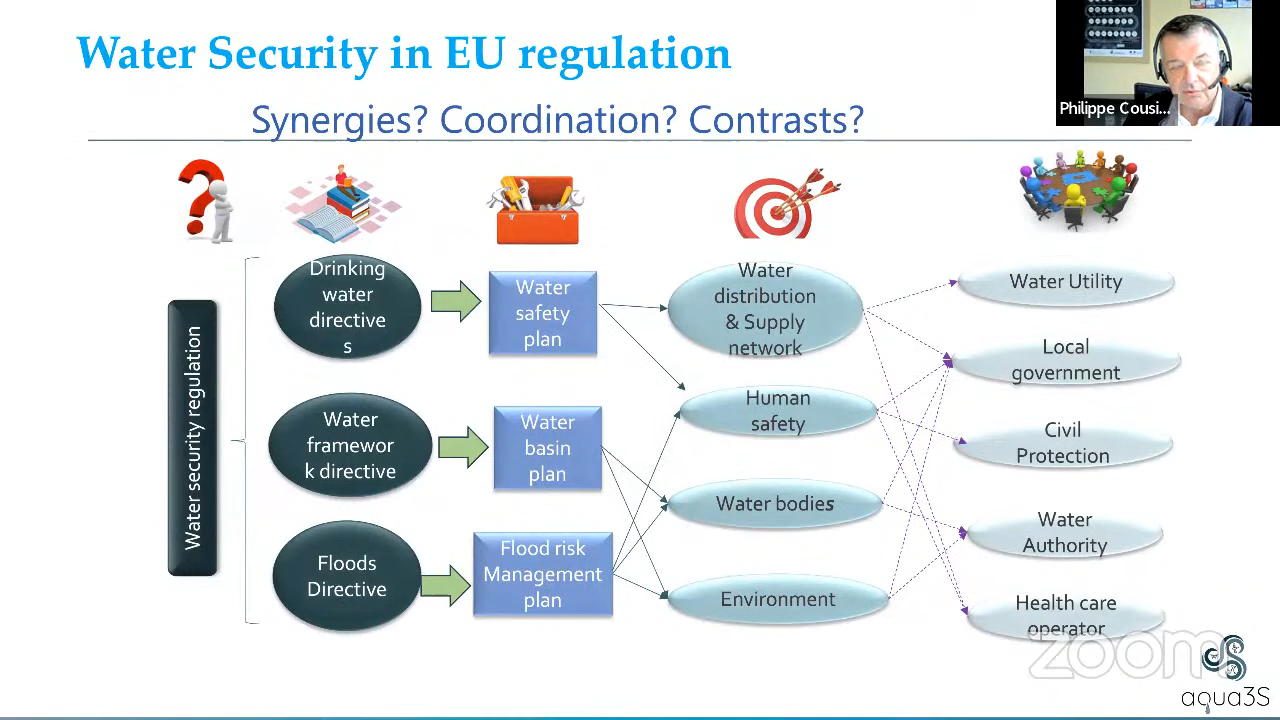 Water Security in EU regulation
Philippe Cousi...
Synergies? Coordination? Contrasts?
Water security regulation
Drinking
water
directive
s
Water
safety
plan
Water
distribution
& Supply
network
Water Utility
Local
government
Human
safety
Water
framewor
k directive
Water
basin
plan
Civil
Protection
Water bodies
Water
Authority
Floods
Directive
Flood risk
Management
plan
Environment
Health care
operator
zoom
aqua3S